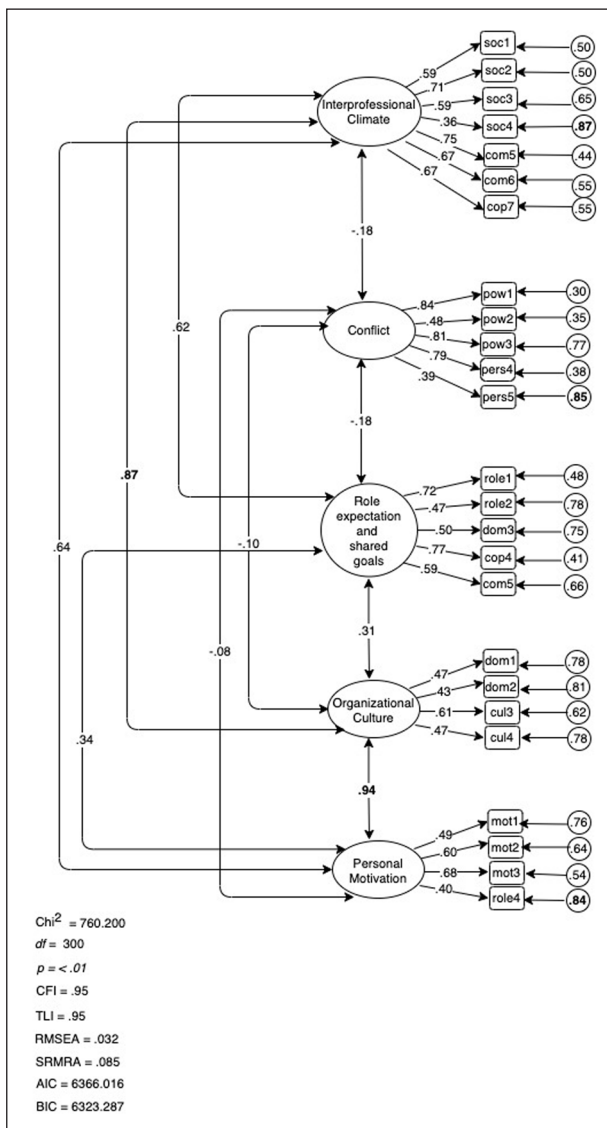 soc1
.50
.59
soc2
.50
.71
Interprofessional
Climate
.59
soc3
.65
.36
soc4
.87
.75
com5
.44
.67
com6
.55
.67
cop7
.55
-.18
.62
.84
pow1
.30
.48
pow2
.35
Conflict
.81
pow3
.77
.79
pers4
.38
.39
pers5
.85
-.18
.87
.72
role1
.48
Role
expectation
and
shared
goals
.47
role2
.78
.50
dom3
.75
.77
cop4
.41
.59
com5
.66
.64
-.10
.31
-.08
.47
dom1
.78
Organizational
Culture
.43
dom2
.81
.61
cul3
.62
.47
cul4
.78
.34
.94
.49
mot1
.76
Personal
Motivation
.60
mot2
.64
.68
mot3
.54
.40
role4
.84
Chi2 = 760.200
df = 300
p = < .01
CFI = .95
TLI = .95
RMSEA = .032
SRMRA = .085
AIC = 6366.016
BIC = 6323.287